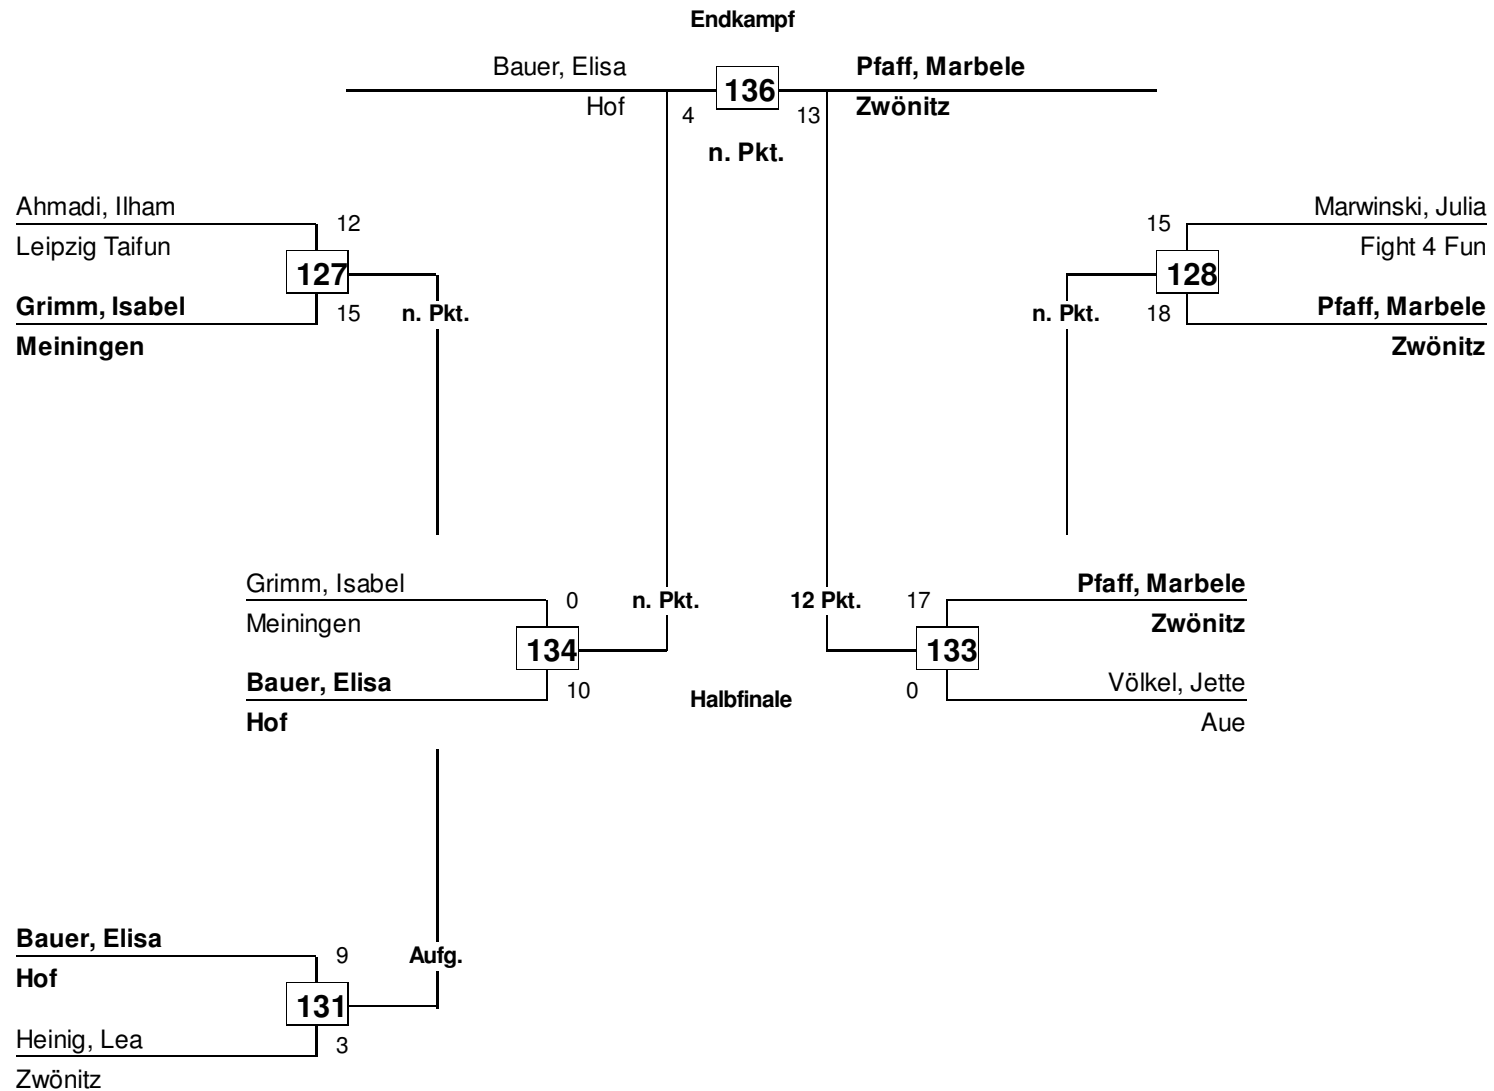 Endkampf
Bauer, Elisa 136 Pfaff, Marbele
Hof 4 13 Zwönitz
n. Pkt.
Ahmadi, Ilham 12
Leipzig Taifun
127
Grimm, Isabel 15 n. Pkt.
Meiningen
15 Marwinski, Julia
Fight 4 Fun
128
n. Pkt. 18 Pfaff, Marbele
Zwönitz
Grimm, Isabel 0 n. Pkt.
Meiningen
134
Bauer, Elisa 10
Hof
Halbfinale
12 Pkt. 17 Pfaff, Marbele
Zwönitz
133
0 Völkel, Jette
Aue
Bauer, Elisa 9 Aufg.
Hof
131
Heinig, Lea 3
Zwönitz